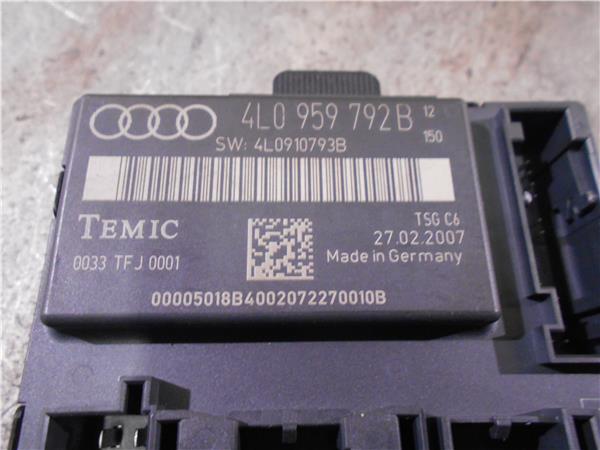 4L0 959 792B 12
150
SW: 4L0910793B
TEMIC
TSG C6
27.02.2007
0033 TFJ 0001
Made in Germany
00005018B4002072270010B